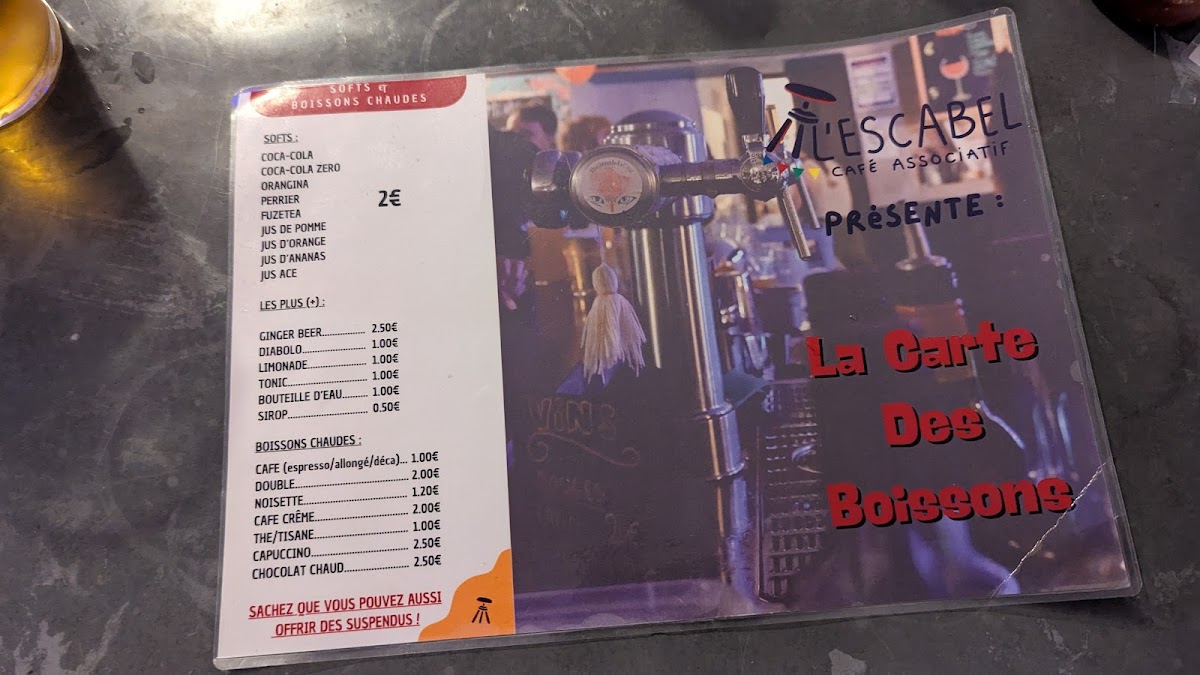 SOFTS et
BOISSONS CHAUDES
SOFTS :
COCA-COLA
COCA-COLA ZERO
ORANGINA
PERRIER
FUZETEA
JUS DE POMME
JUS D'ORANGE
JUS D'ANANAS
JUS ACE
2€
LES PLUS (+) :
GINGER BEER................ 2.50€
DIABOLO....................... 1.00€
LIMONADE..................... 1.00€
TONIC............................ 1.00€
BOUTEILLE D'EAU......... 1.00€
SIROP............................ 0.50€
BOISSONS CHAUDES :
CAFE (espresso/allongé/déca)... 1.00€
DOUBLE....................................... 2.00€
NOISETTE..................................... 1.20€
CAFE CRÊME................................. 2.00€
THE/TISANE.................................. 1.00€
CAPUCCINO................................... 2.50€
CHOCOLAT CHAUD....................... 2.50€
SACHEZ QUE VOUS POUVEZ AUSSI
OFFRIR DES SUSPENDUS !
L'ESCABEL
CAFÉ ASSOCIATIF
PRéSENTE :
La Carte
Des
Boissons
VINS